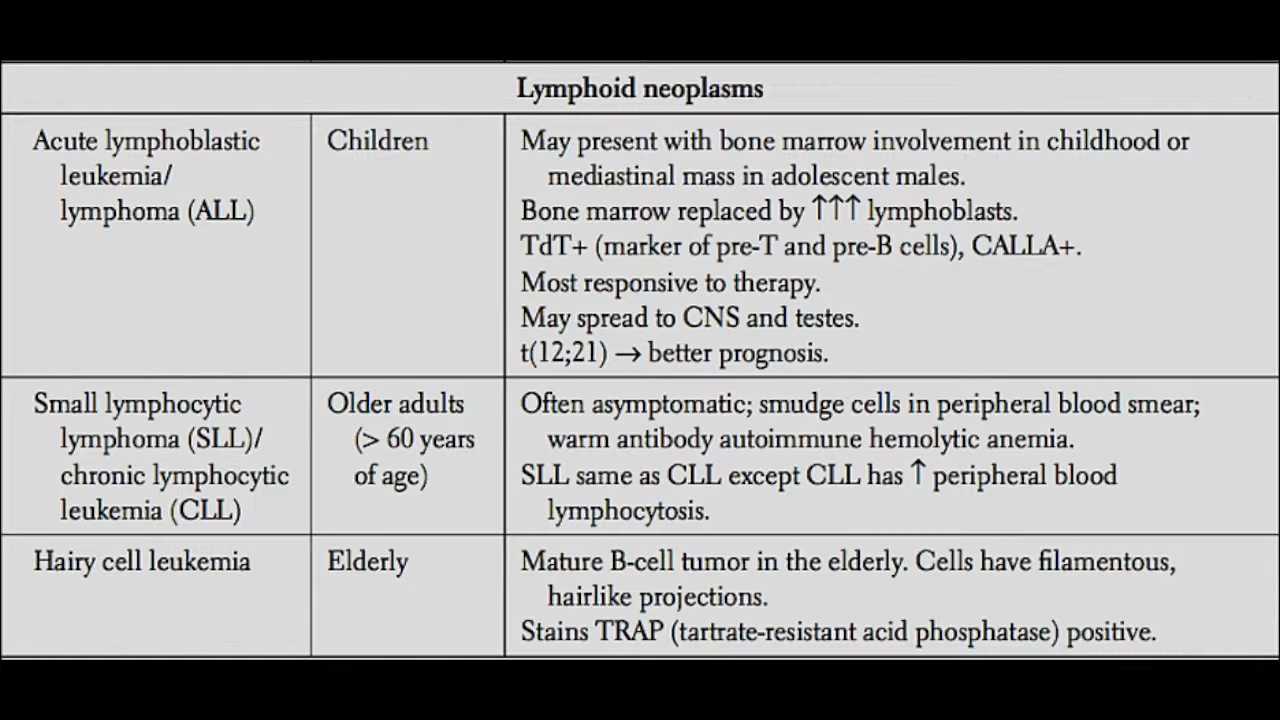 Lymphoid neoplasms
Acute lymphoblastic
leukemia/
lymphoma (ALL)
Children
May present with bone marrow involvement in childhood or
mediastinal mass in adolescent males.
Bone marrow replaced by ↑↑↑ lymphoblasts.
TdT+ (marker of pre-T and pre-B cells), CALLA+.
Most responsive to therapy.
May spread to CNS and testes.
t(12;21) → better prognosis.
Small lymphocytic
lymphoma (SLL)/
chronic lymphocytic
leukemia (CLL)
Older adults
(> 60 years
of age)
Often asymptomatic; smudge cells in peripheral blood smear;
warm antibody autoimmune hemolytic anemia.
SLL same as CLL except CLL has ↑ peripheral blood
lymphocytosis.
Hairy cell leukemia
Elderly
Mature B-cell tumor in the elderly. Cells have filamentous,
hairlike projections.
Stains TRAP (tartrate-resistant acid phosphatase) positive.